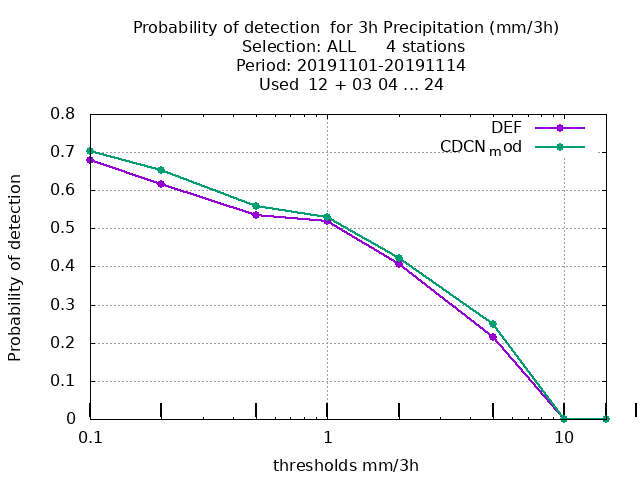 Probability of detection  for 3h Precipitation (mm/3h)
Selection: ALL      4 stations
Period: 20191101-20191114
Used  12 + 03 04 ... 24
DEF
CDCNmod
0.8
0.7
0.6
0.5
0.4
0.3
0.2
0.1
0
Probability of detection
0.1
1
10
thresholds mm/3h